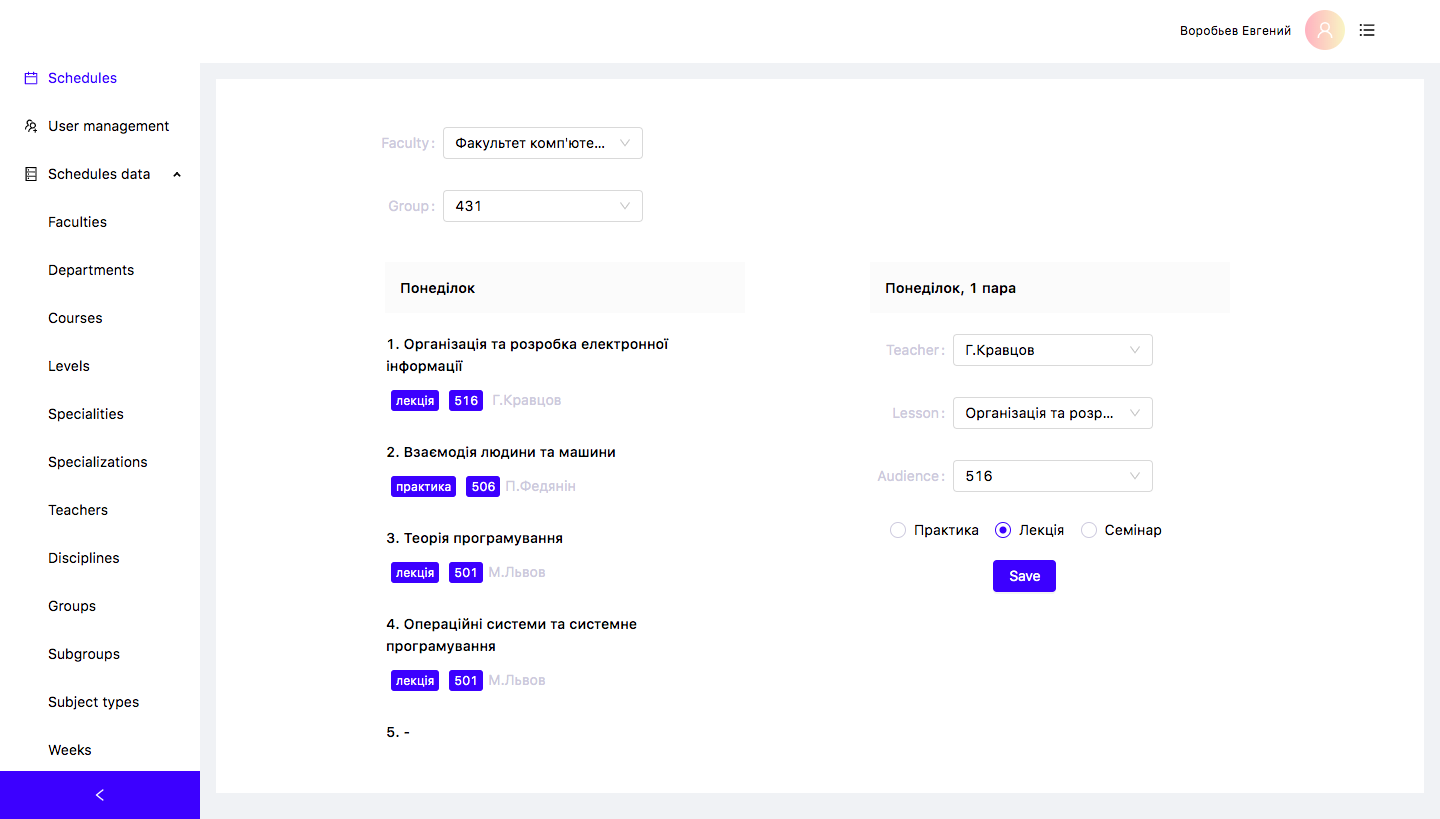 Воробьев Евгений
Schedules
User management
Schedules data
Faculties
Departments
Courses
Levels
Specialities
Specializations
Teachers
Disciplines
Groups
Subgroups
Subject types
Weeks
Faculty: Факультет комп'юте...
Group: 431
Понеділок
1. Організація та розробка електронної
інформації
лекція 516 Г.Кравцов
2. Взаємодія людини та машини
практика 506 П.Федянін
3. Теорія програмування
лекція 501 М.Львов
4. Операційні системи та системне
програмування
лекція 501 М.Львов
5. -
Понеділок, 1 пара
Teacher: Г.Кравцов
Lesson: Організація та розр...
Audience: 516
Практика Лекція Семінар
Save